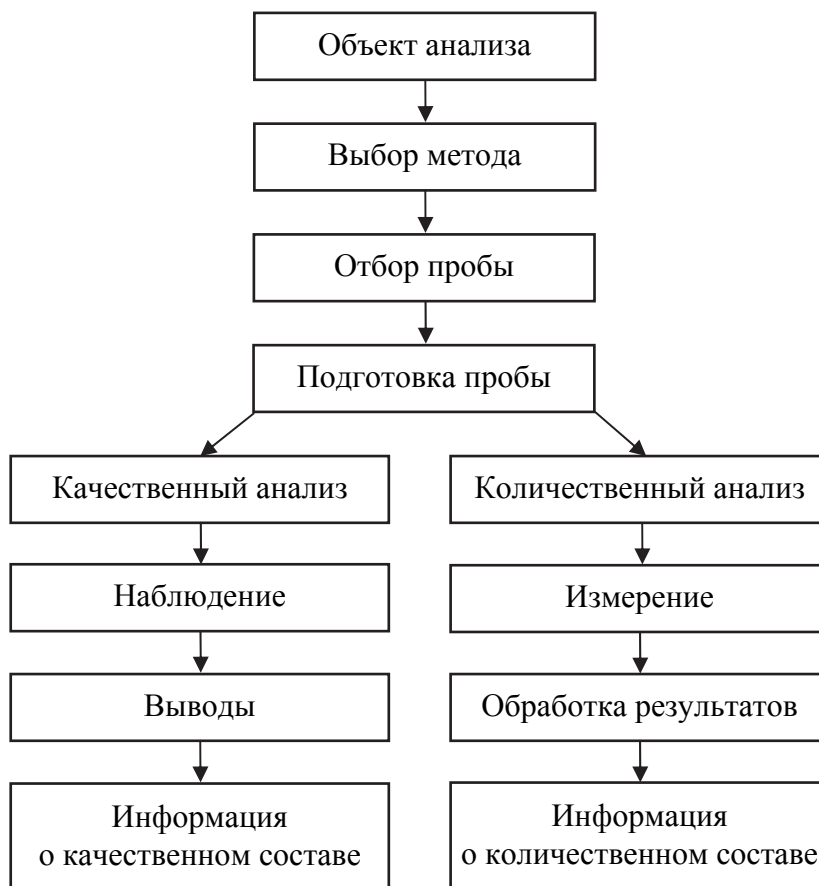 Объект анализа
Выбор метода
Отбор пробы
Подготовка пробы
Качественный анализ
Количественный анализ
Наблюдение
Измерение
Выводы
Обработка результатов
Информация
о качественном составе
Информация
о количественном составе